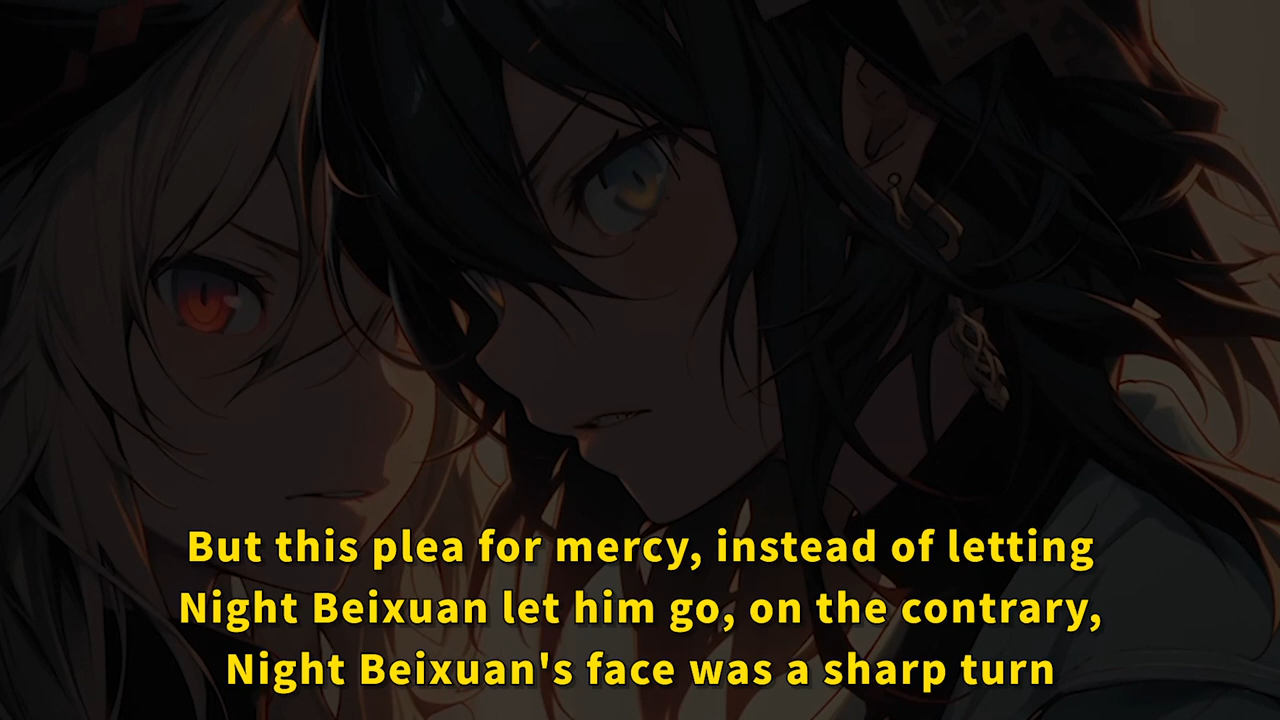 But this plea for mercy, instead of letting
Night Beixuan let him go, on the contrary,
Night Beixuan's face was a sharp turn